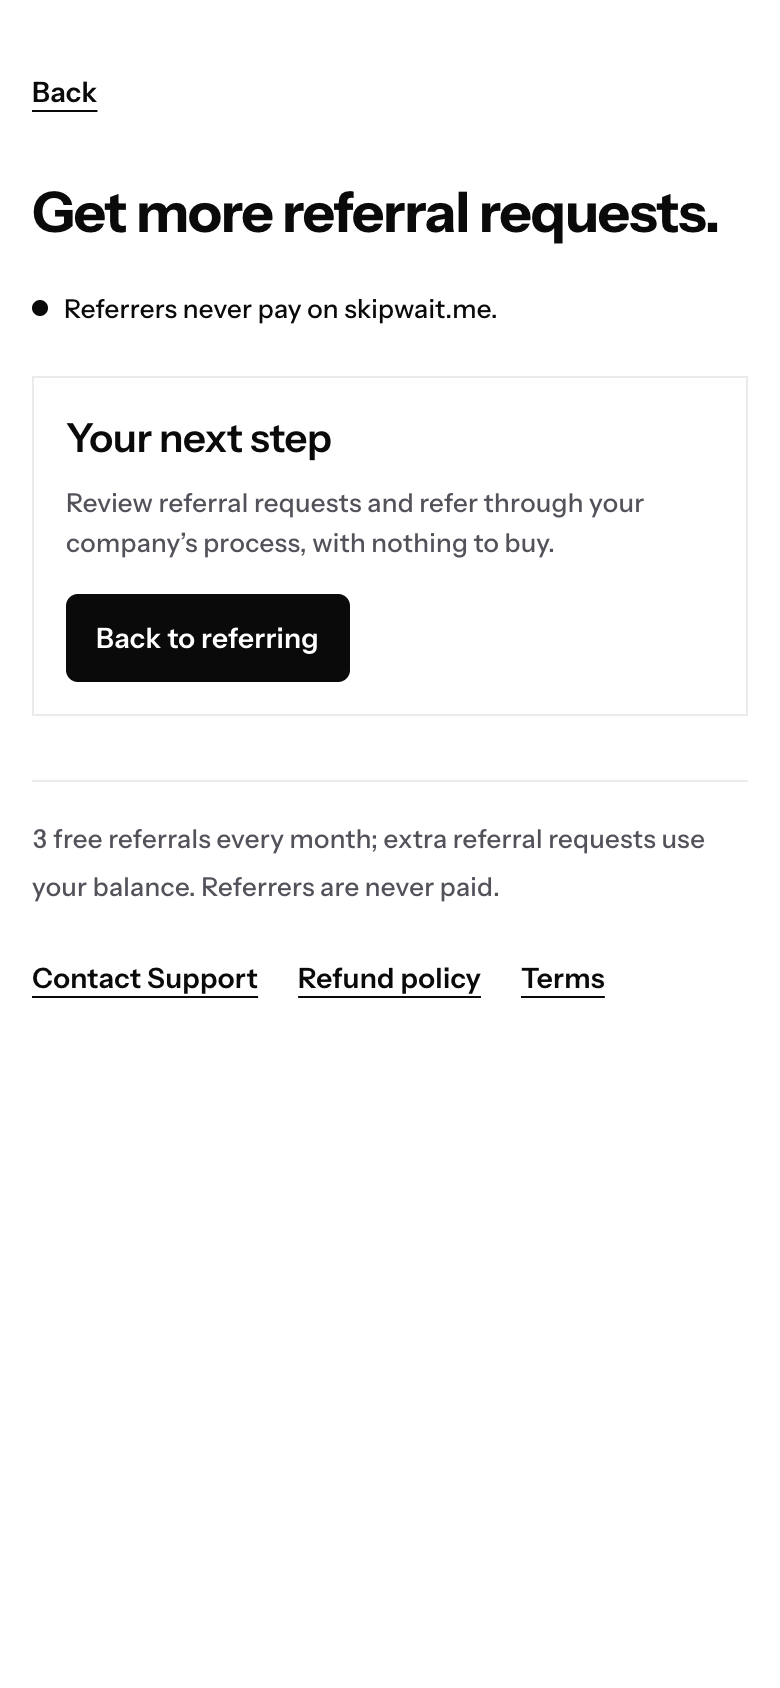 Back
Get more referral requests.
Referrers never pay on skipwait.me.
Your next step
Review referral requests and refer through your
company’s process, with nothing to buy.
Back to referring
3 free referrals every month; extra referral requests use
your balance. Referrers are never paid.
Contact Support Refund policy Terms